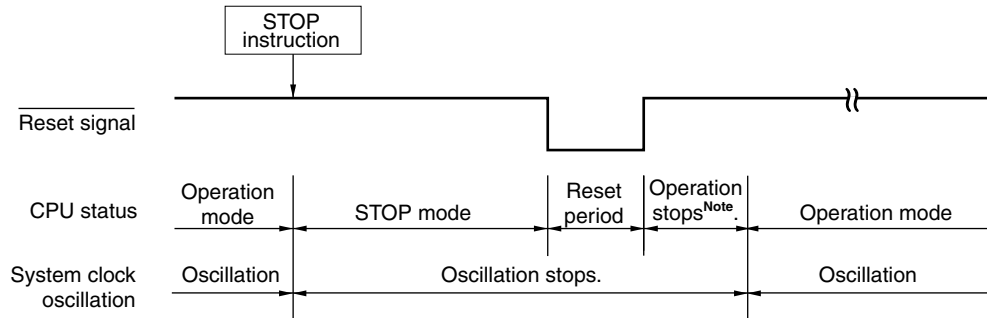 STOP
instruction
Reset signal
CPU status
Operation
mode
STOP mode
Reset
period
Operation
stopsNote.
Operation mode
System clock
oscillation
Oscillation
Oscillation stops.
Oscillation